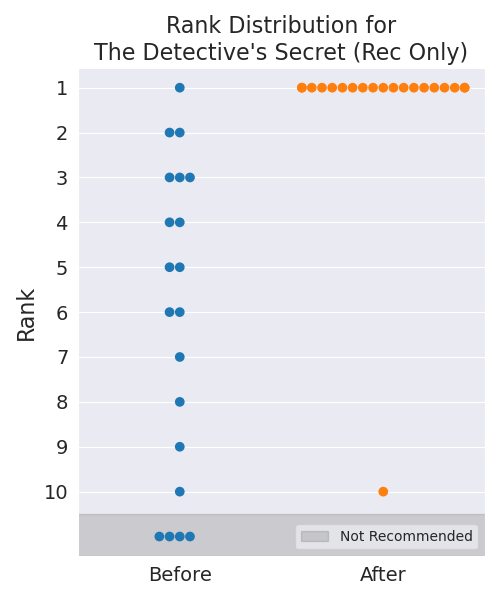 Rank Distribution for
The Detective's Secret (Rec Only)
Rank
1
2
3
4
5
6
7
8
9
10
Not Recommended
Before
After